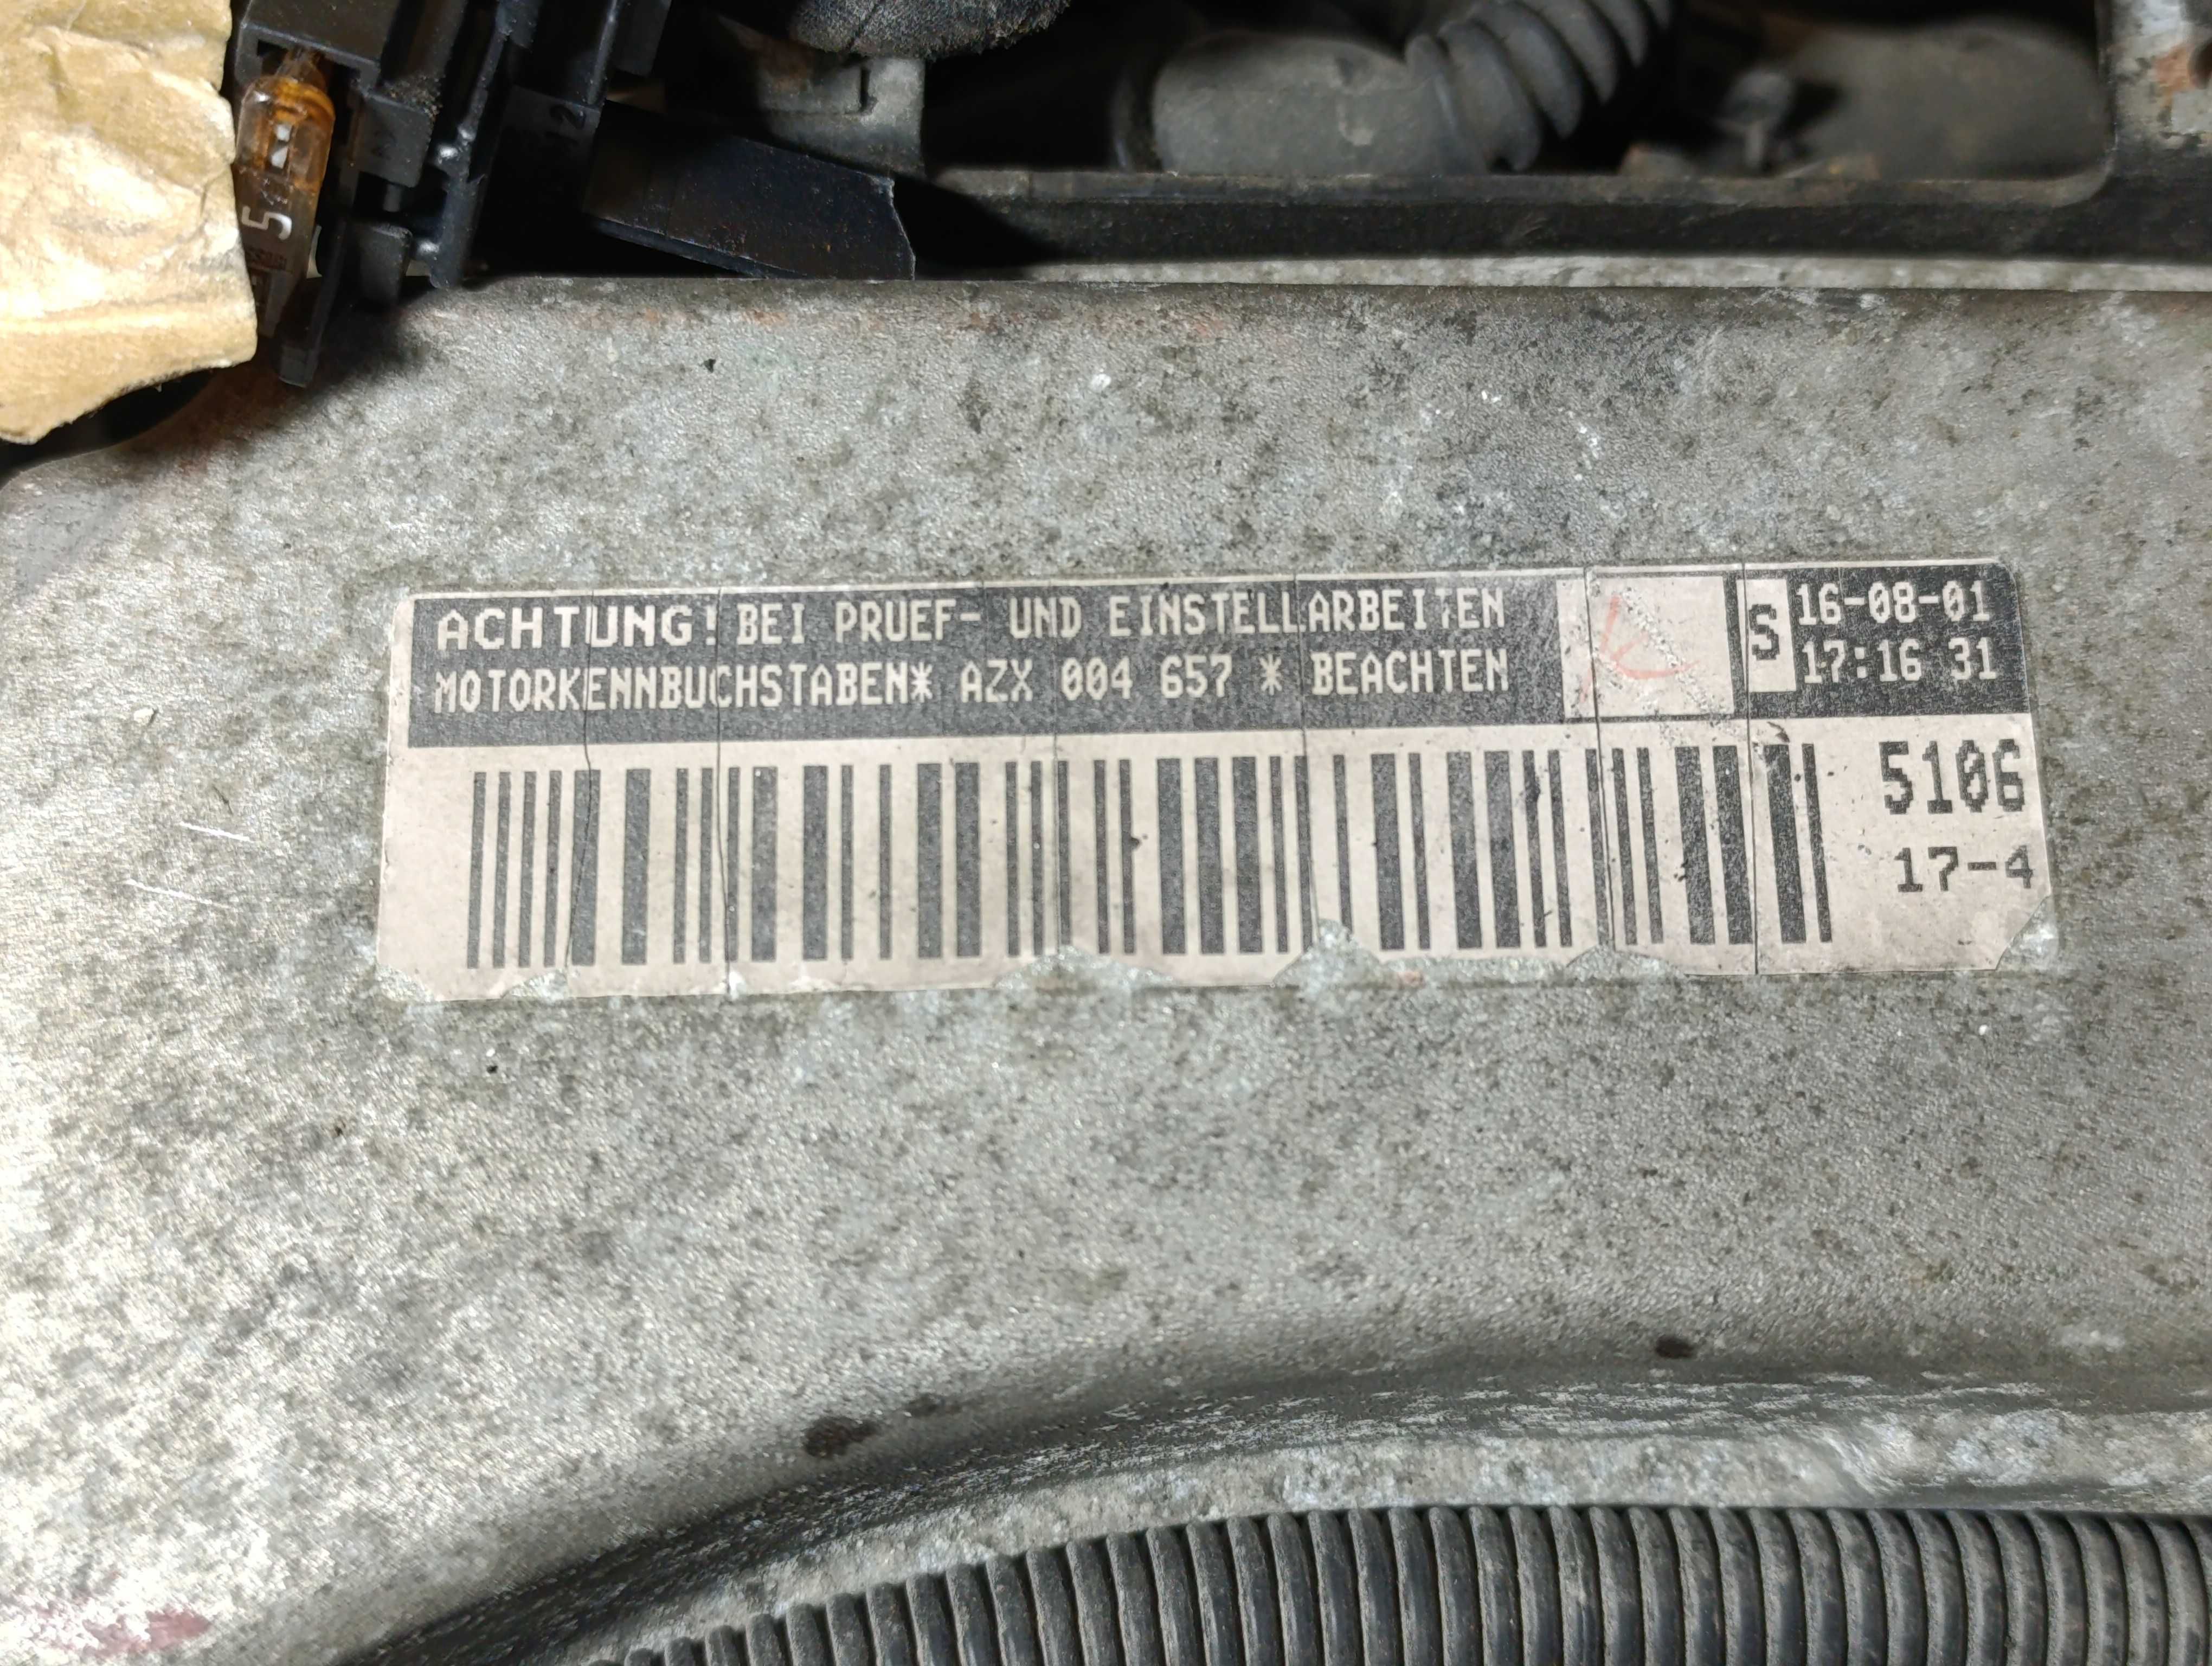 5
ACHTUNG! BEI PRUEF- UND EINSTELLARBEITEN
MOTORKENNBUCHSTABEN* AZX 004 657 * BEACHTEN
S
16-08-01
17:16 31
5106
17-4